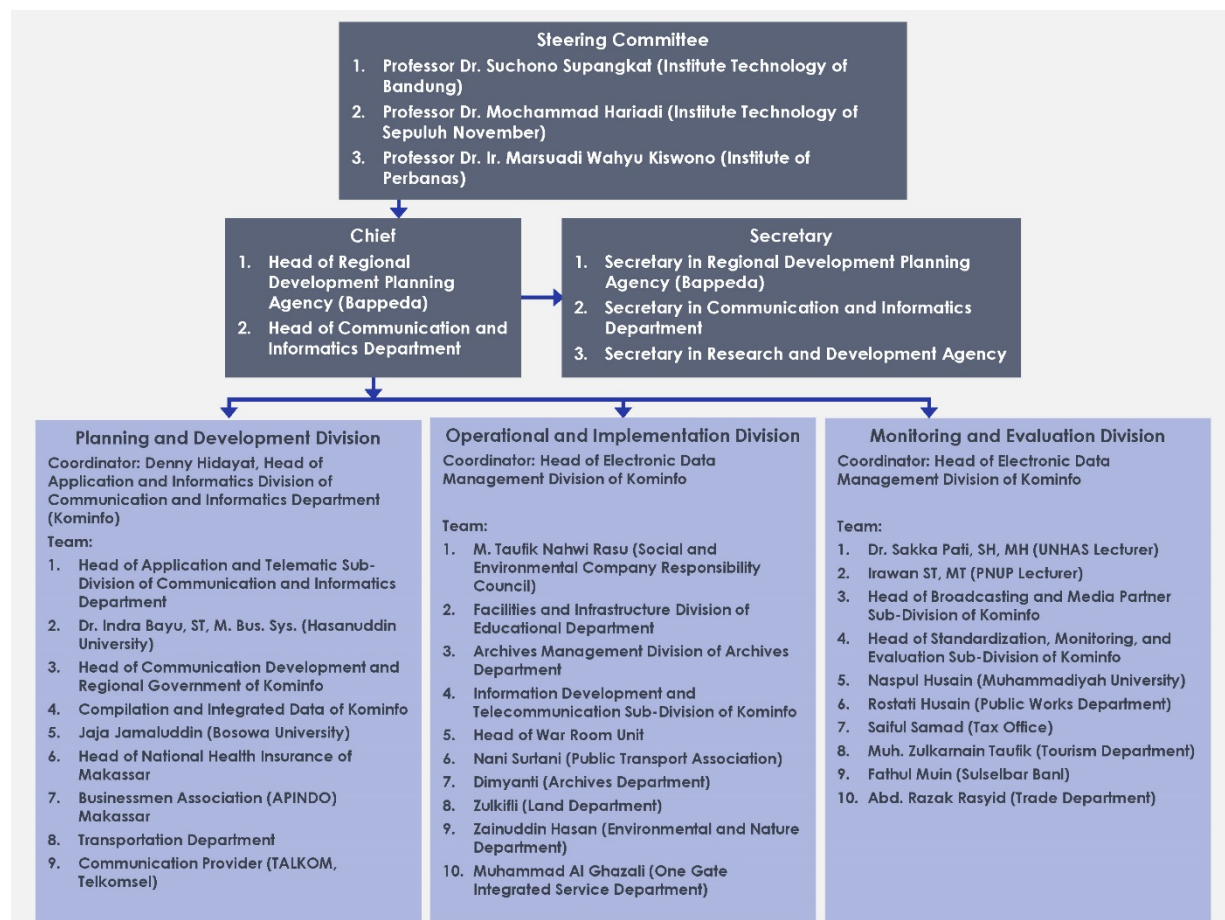 Steering Committee
1. Professor Dr. Suchono Supangkat (Institute Technology of
Bandung)
2. Professor Dr. Mochammad Hariadi (Institute Technology of
Sepuluh November)
3. Professor Dr. Ir. Marsuadi Wahyu Kiswono (Institute of
Perbanas)
Chief
1. Head of Regional
Development Planning
Agency (Bappeda)
2. Head of Communication and
Informatics Department
Secretary
1. Secretary in Regional Development Planning
Agency (Bappeda)
2. Secretary in Communication and Informatics
Department
3. Secretary in Research and Development Agency
Planning and Development Division
Coordinator: Denny Hidayat, Head of
Application and Informatics Division of
Communication and Informatics Department
(Kominfo)
Team:
1. Head of Application and Telematic Sub-
Division of Communication and Informatics
Department
2. Dr. Indra Bayu, ST, M. Bus. Sys. (Hasanuddin
University)
3. Head of Communication Development and
Regional Government of Kominfo
4. Compilation and Integrated Data of Kominfo
5. Jaja Jamaluddin (Bosowa University)
6. Head of National Health Insurance of
Makassar
7. Businessmen Association (APINDO)
Makassar
8. Transportation Department
9. Communication Provider (TALKOM,
Telkomsel)
Operational and Implementation Division
Coordinator: Head of Electronic Data
Management Division of Kominfo
Team:
1. M. Taufik Nahwi Rasu (Social and
Environmental Company Responsibility
Council)
2. Facilities and Infrastructure Division of
Educational Department
3. Archives Management Division of Archives
Department
4. Information Development and
Telecommunication Sub-Division of Kominfo
5. Head of War Room Unit
6. Nani Surtani (Public Transport Association)
7. Dimyanti (Archives Department)
8. Zulkifli (Land Department)
9. Zainuddin Hasan (Environmental and Nature
Department)
10. Muhammad Al Ghazali (One Gate
Integrated Service Department)
Monitoring and Evaluation Division
Coordinator: Head of Electronic Data
Management Division of Kominfo
Team:
1. Dr. Sakka Pati, SH, MH (UNHAS Lecturer)
2. Irawan ST, MT (PNUP Lecturer)
3. Head of Broadcasting and Media Partner
Sub-Division of Kominfo
4. Head of Standardization, Monitoring, and
Evaluation Sub-Division of Kominfo
5. Naspul Husain (Muhammadiyah University)
6. Rostati Husain (Public Works Department)
7. Saiful Samad (Tax Office)
8. Muh. Zulkarnain Taufik (Tourism Department)
9. Fathul Muin (Sulselbar Banl)
10. Abd. Razak Rasyid (Trade Department)